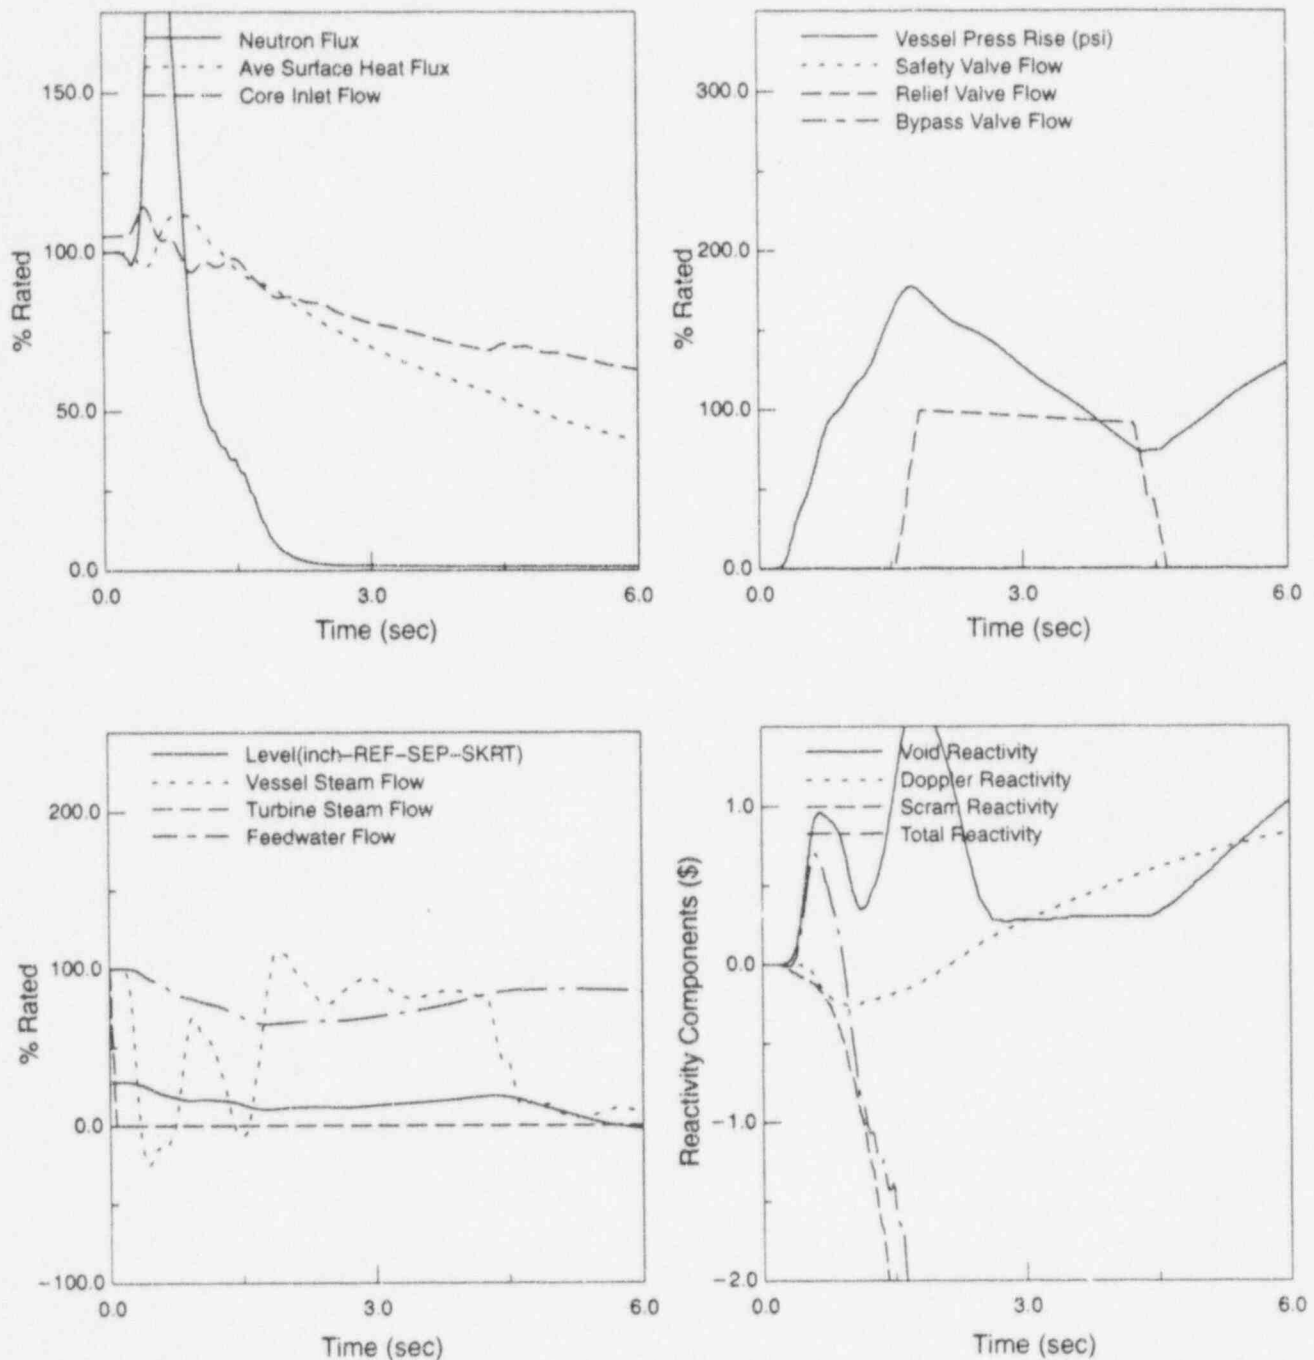 Neutron Flux
Ave Surface Heat Flux
Core Inlet Flow
150.0
100.0
50.0
0.0
% Rated
0.0
3.0
6.0
Time (sec)
Vessel Press Rise (psi)
Safety Valve Flow
Relief Valve Flow
Bypass Valve Flow
300.0
200.0
100.0
0.0
% Rated
0.0
3.0
6.0
Time (sec)
Level(inch-REF-SEP-SKRT)
Vessel Steam Flow
Turbine Steam Flow
Feedwater Flow
200.0
100.0
0.0
-100.0
% Rated
0.0
3.0
6.0
Time (sec)
Void Reactivity
Doppler Reactivity
Scram Reactivity
Total Reactivity
1.0
0.0
-1.0
-2.0
Reactivity Components ($)
0.0
3.0
6.0
Time (sec)